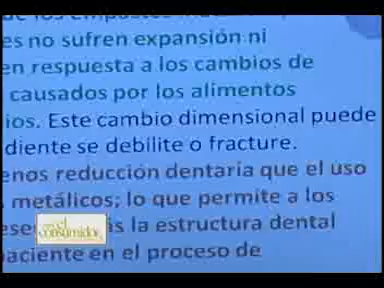 de los empastes
es no sufren expansión ni
en respuesta a los cambios de
causados por los alimentos
ios. Este cambio dimensional puede
diente se debilite o fracture.
enos reducción dentaria que el uso
metálicos; lo que permite a los
la estructura dental
paciente en el proceso de
el
consumidor